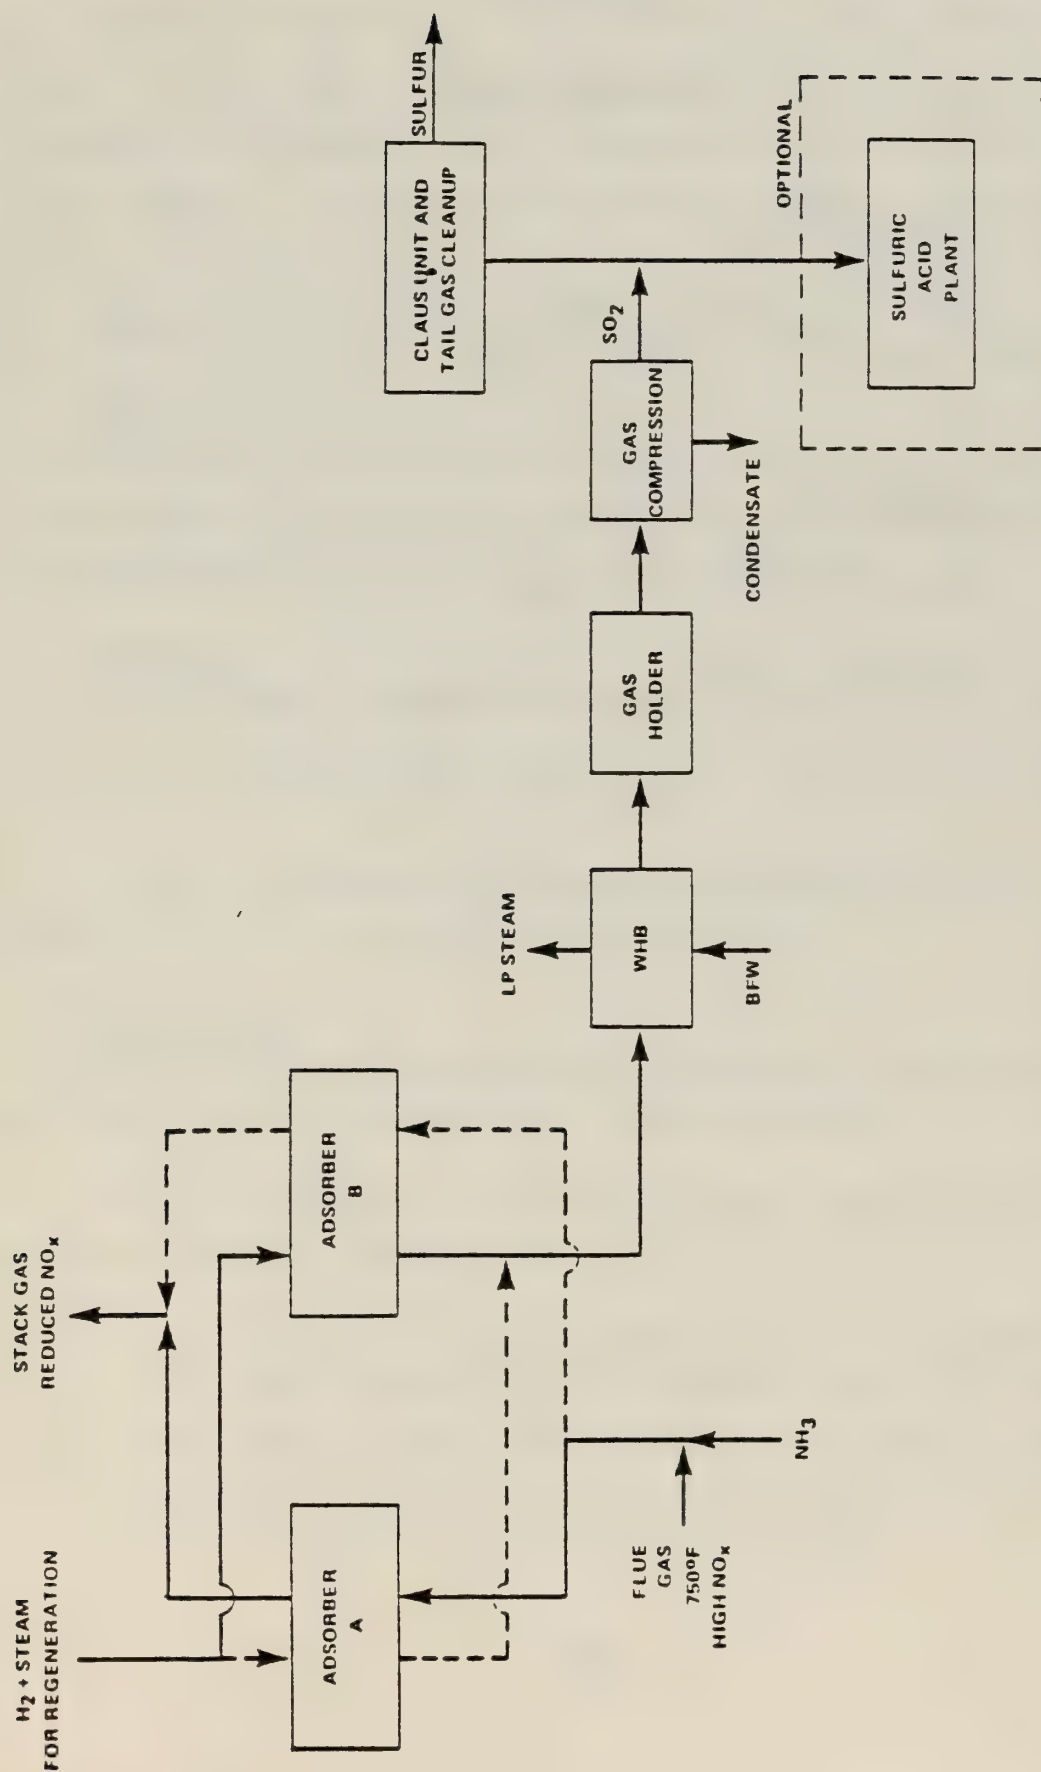 H2 + STEAM
FOR REGENERATION
STACK GAS
REDUCED NOx
ADSORBER
A
ADSORBER
B
FLUE
GAS
750°F
HIGH NOx
NH3
LP STEAM
WHB
BFW
GAS
HOLDER
GAS
COMPRESSION
CONDENSATE
SO2
CLAUS UNIT AND
TAIL GAS CLEANUP
SULFUR
OPTIONAL
SULFURIC
ACID
PLANT